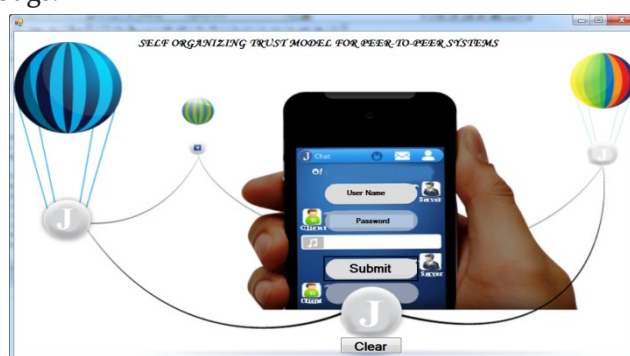 SELF ORGANIZING TRUST MODEL FOR PEER-TO-PEER SYSTEMS
J Chat
User Name
Server
Client
Password
Submit
Server
Client
J
J
J
Clear